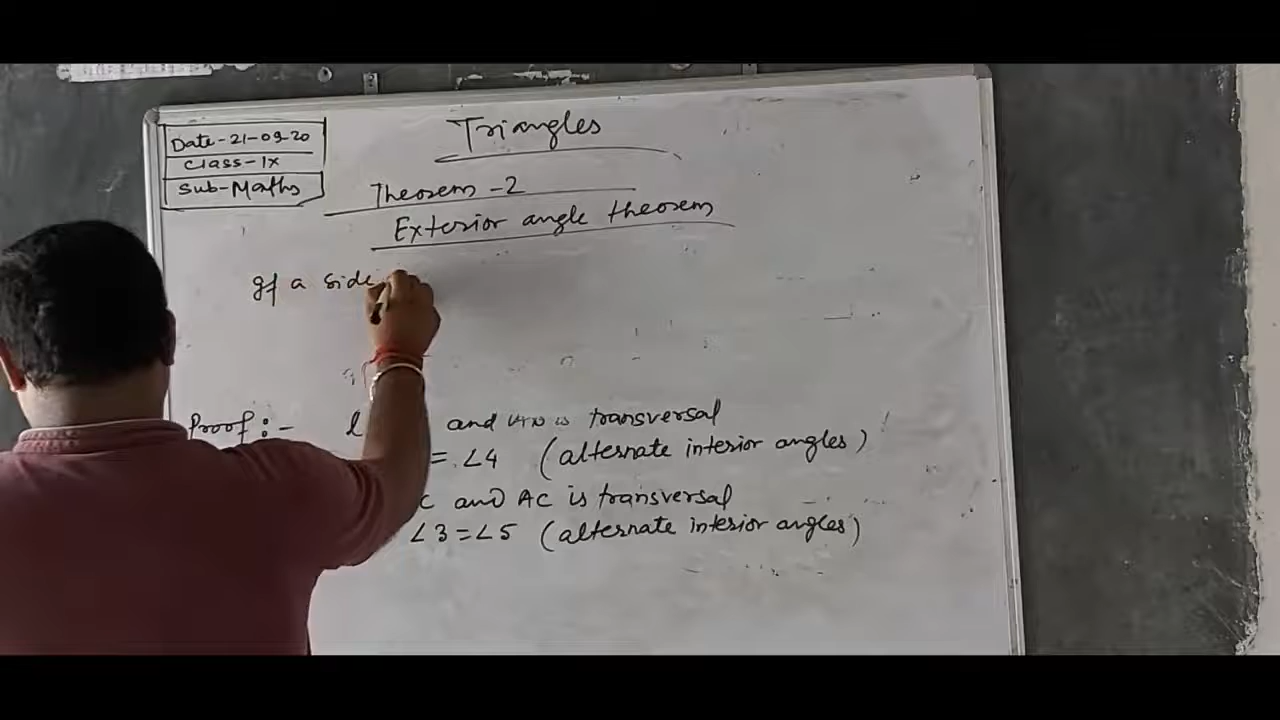 Date-21-09-20
Class-IX
Sub-Maths
Triangles
Theorem-2
Exterior angle theorem
If a side
Proof:- l and is transversal
= ∠4 (alternate interior angles)
C and AC is transversal
∠3=∠5 (alternate interior angles)